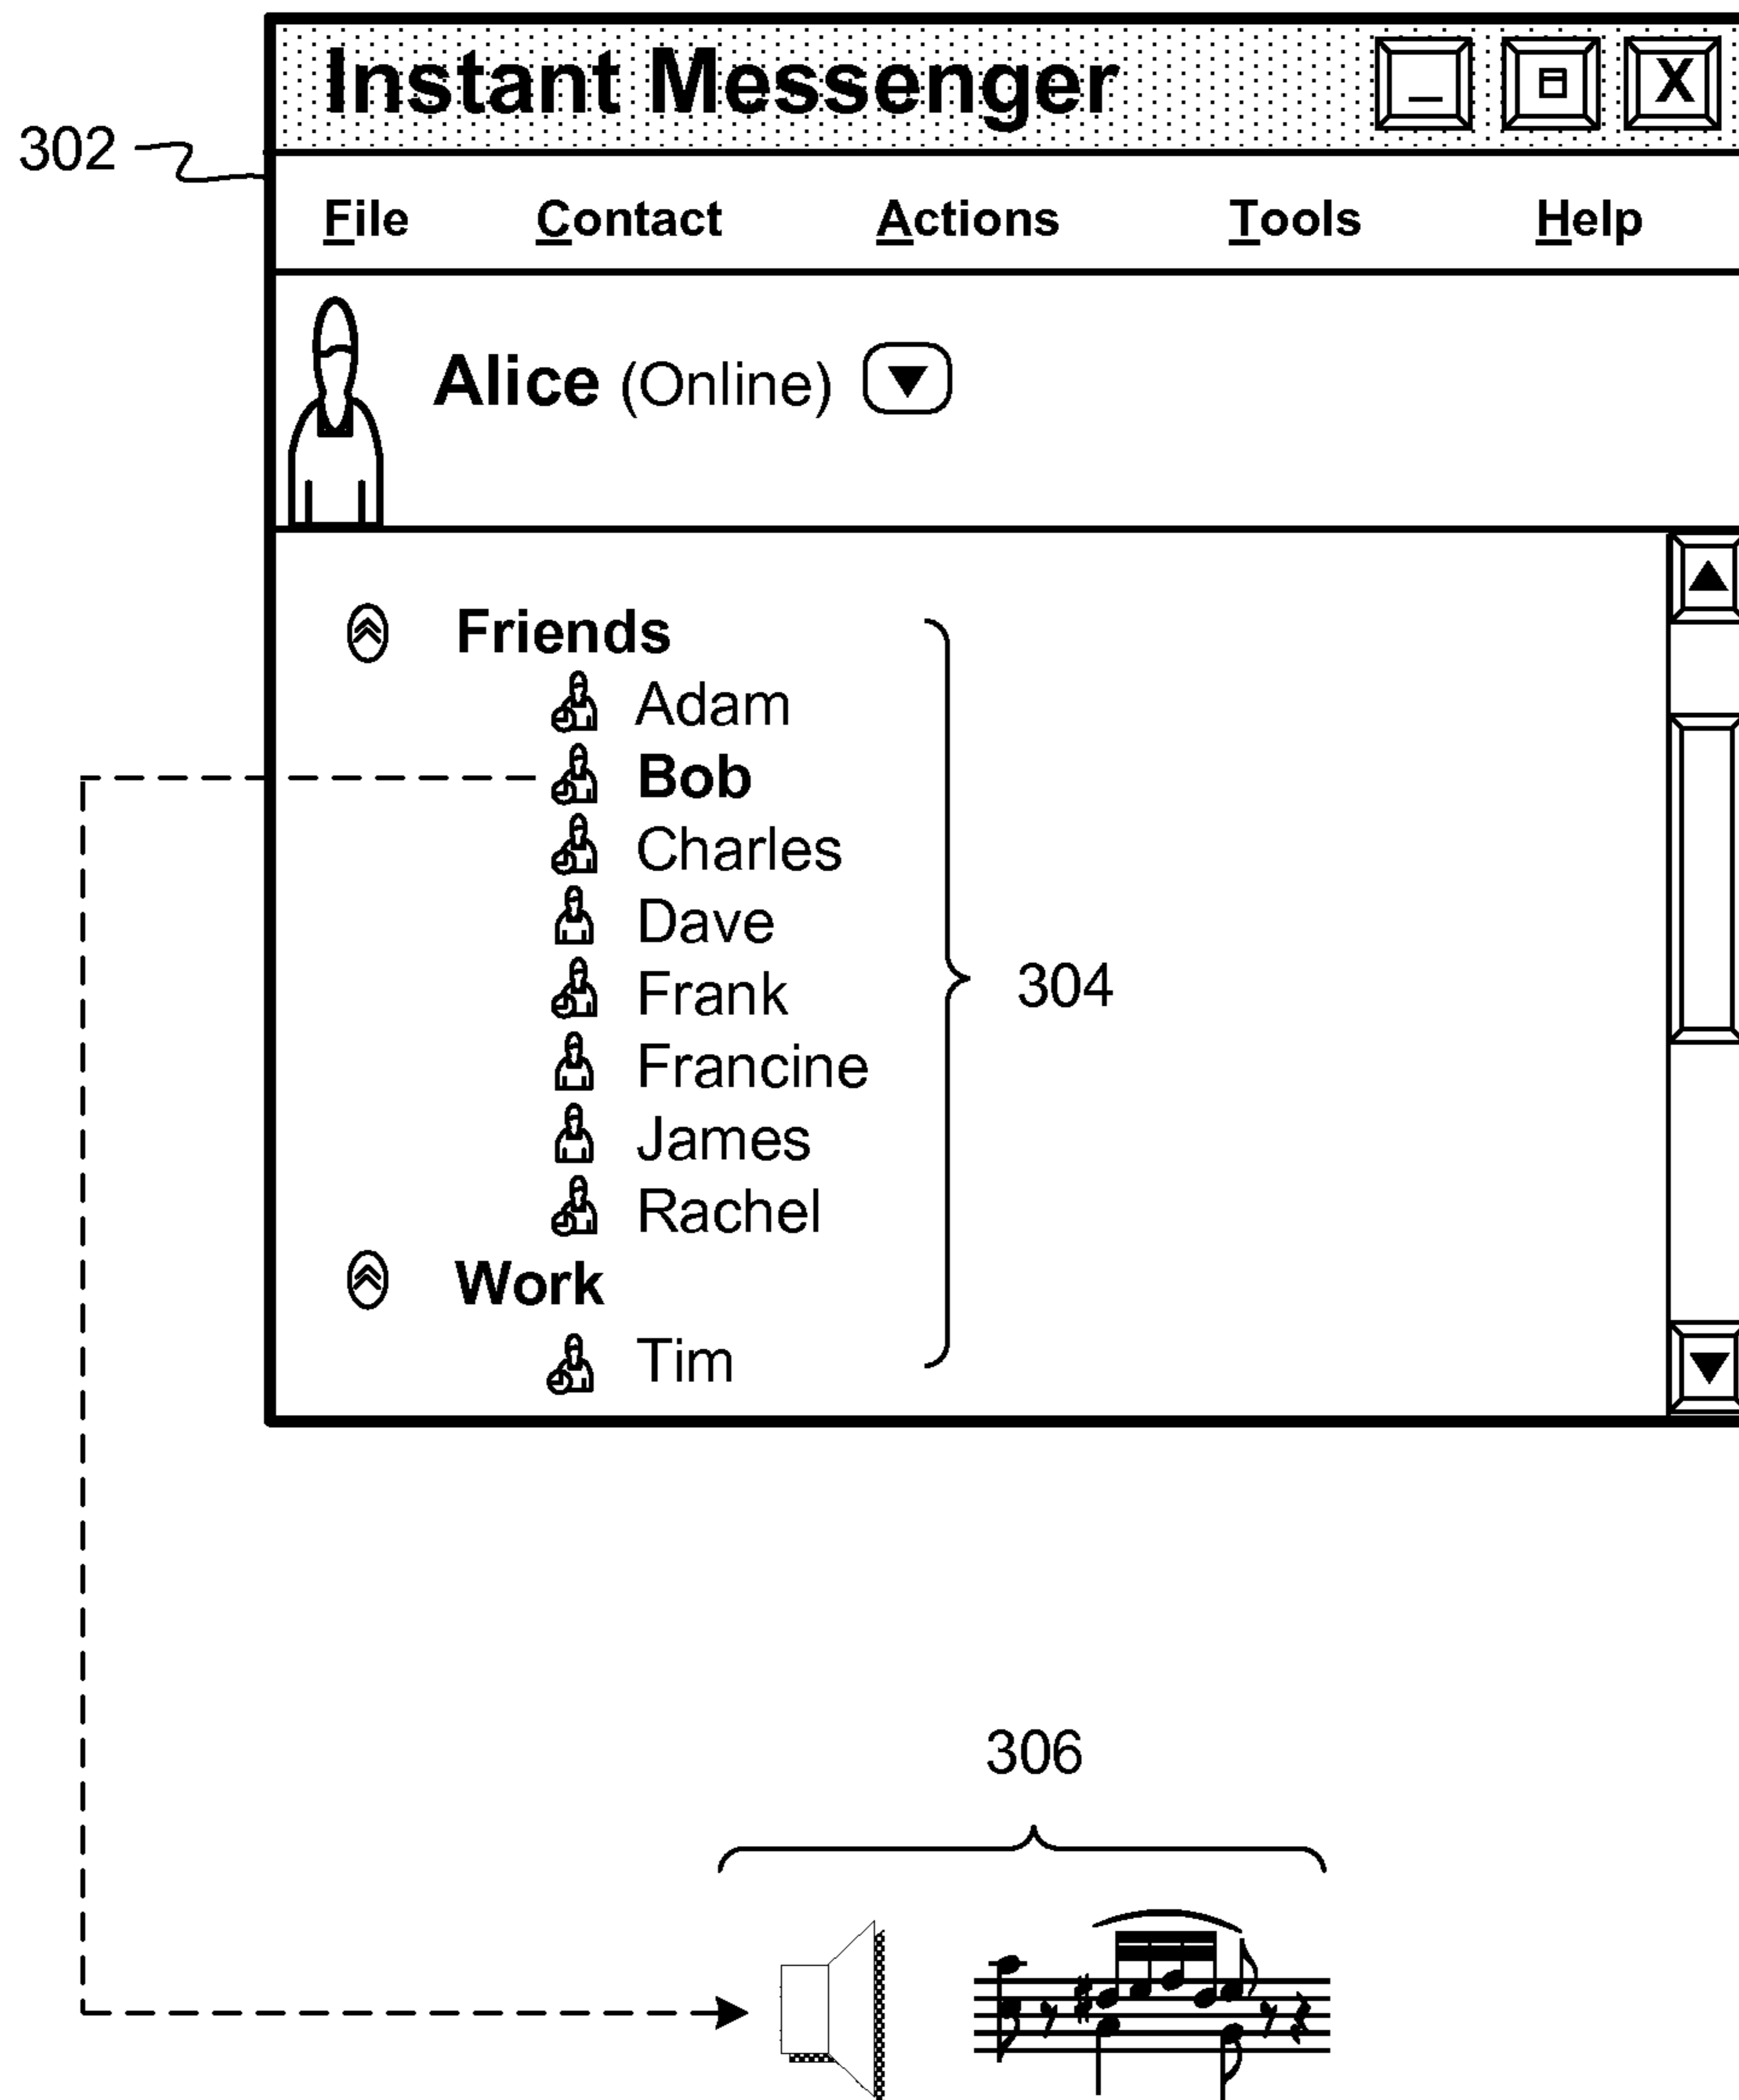 Instant Messenger _ X
302
File Contact Actions Tools Help
Alice (Online)
Friends
Adam
Bob
Charles
Dave
304
Frank
Francine
James
Rachel
Work
Tim
306